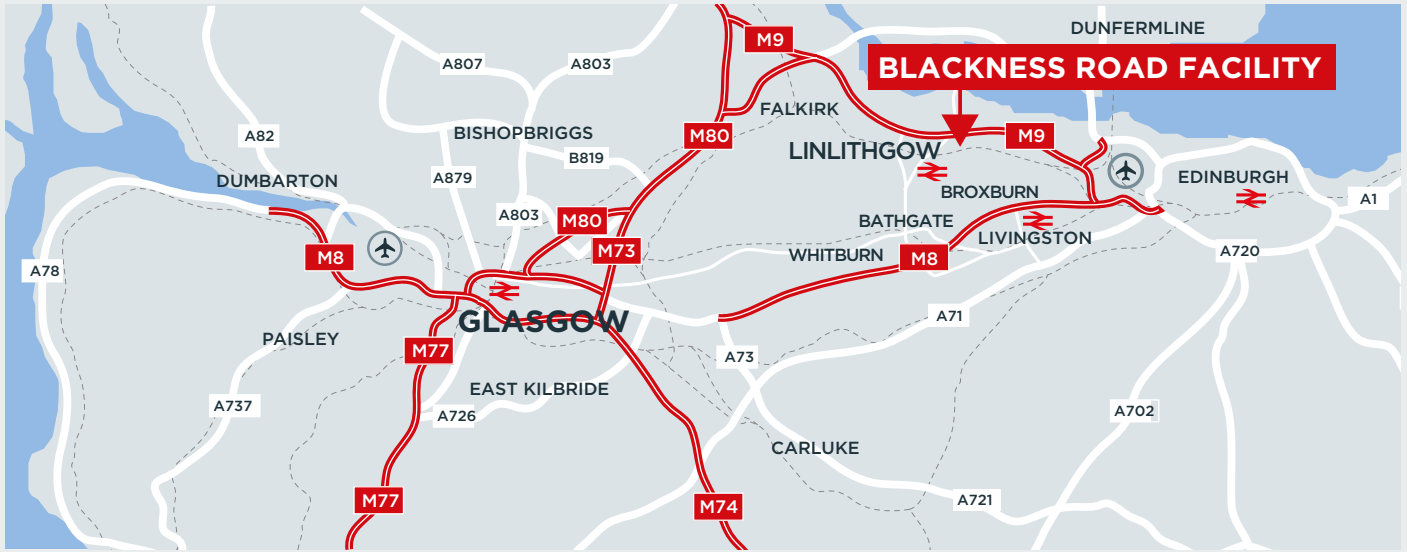 DUNFERMLINE
M9
BLACKNESS ROAD FACILITY
A807
A803
FALKIRK
A82
BISHOPBRIGGS
M80
M9
LINLITHGOW
B819
A879
DUMBARTON
EDINBURGH
BROXBURN
A1
A803
M80
BATHGATE
LIVINGSTON
M8
M73
WHITBURN
M8
A720
A78
GLASGOW
A71
PAISLEY
M77
A73
EAST KILBRIDE
A737
A726
A702
CARLUKE
M77
M74
A721